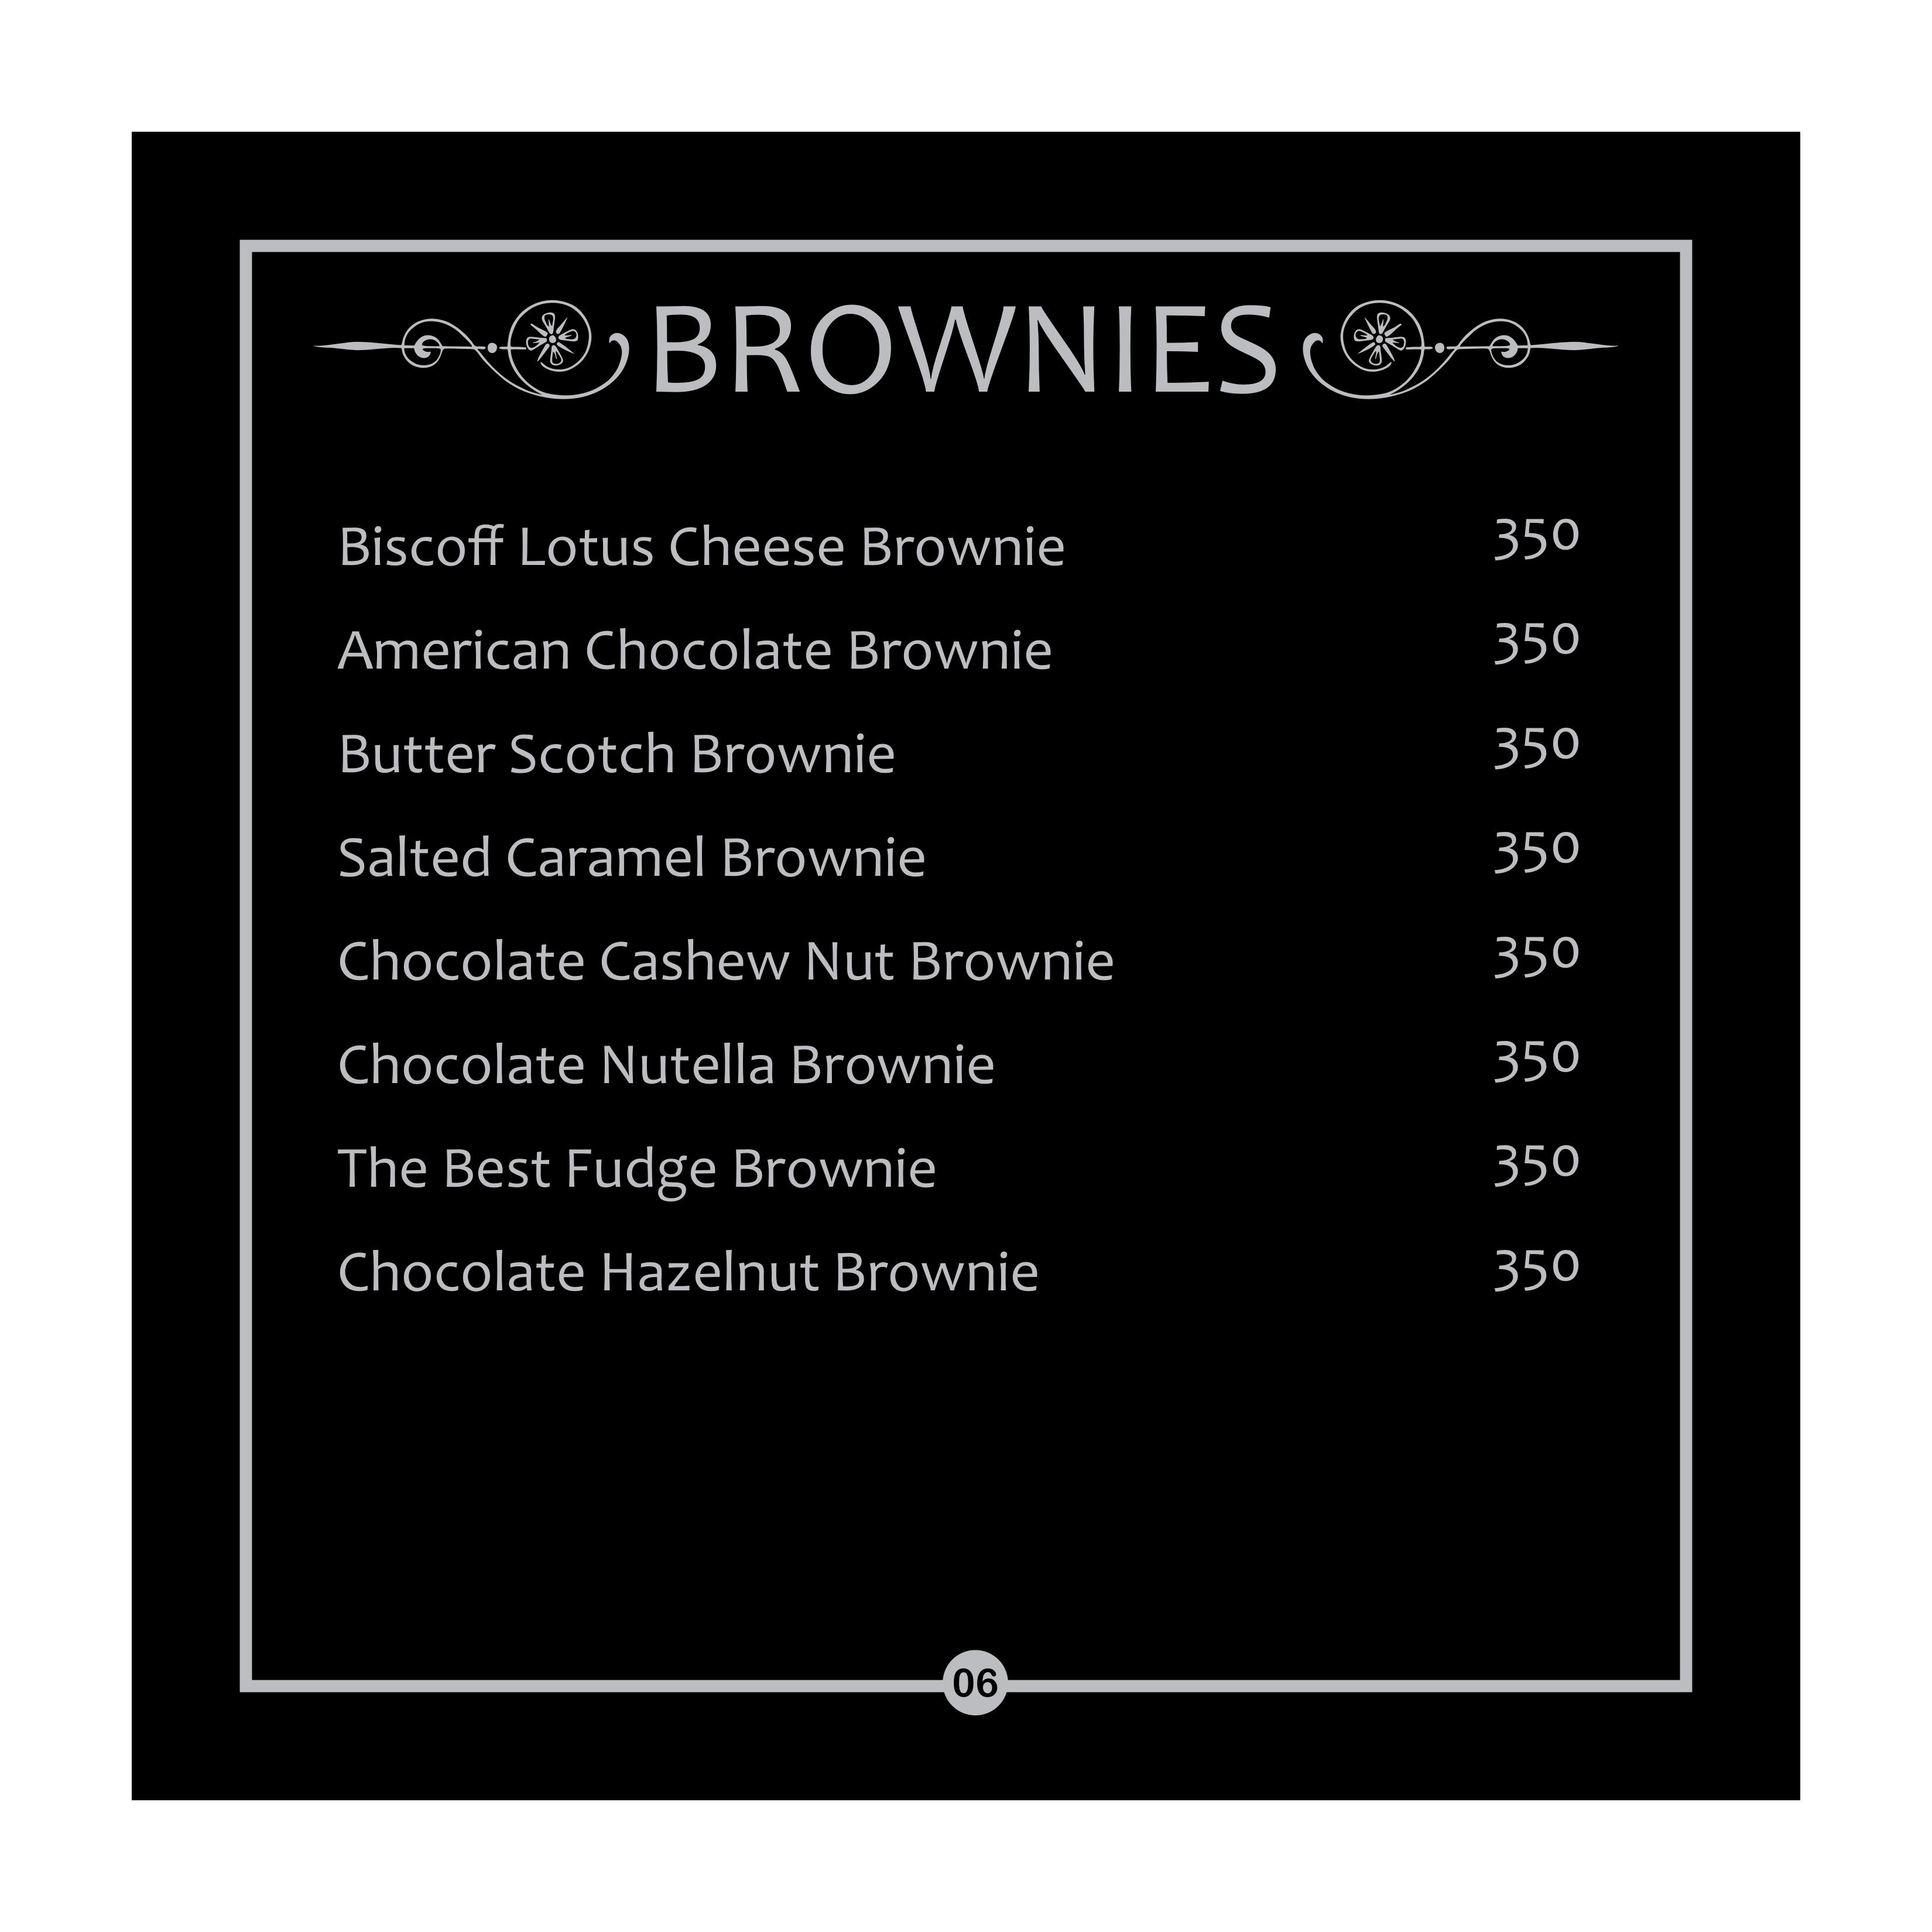 BROWNIES
Biscoff Lotus Cheese Brownie 350
American Chocolate Brownie 350
Butter Scotch Brownie 350
Salted Caramel Brownie 350
Chocolate Cashew Nut Brownie 350
Chocolate Nutella Brownie 350
The Best Fudge Brownie 350
Chocolate Hazelnut Brownie 350
06